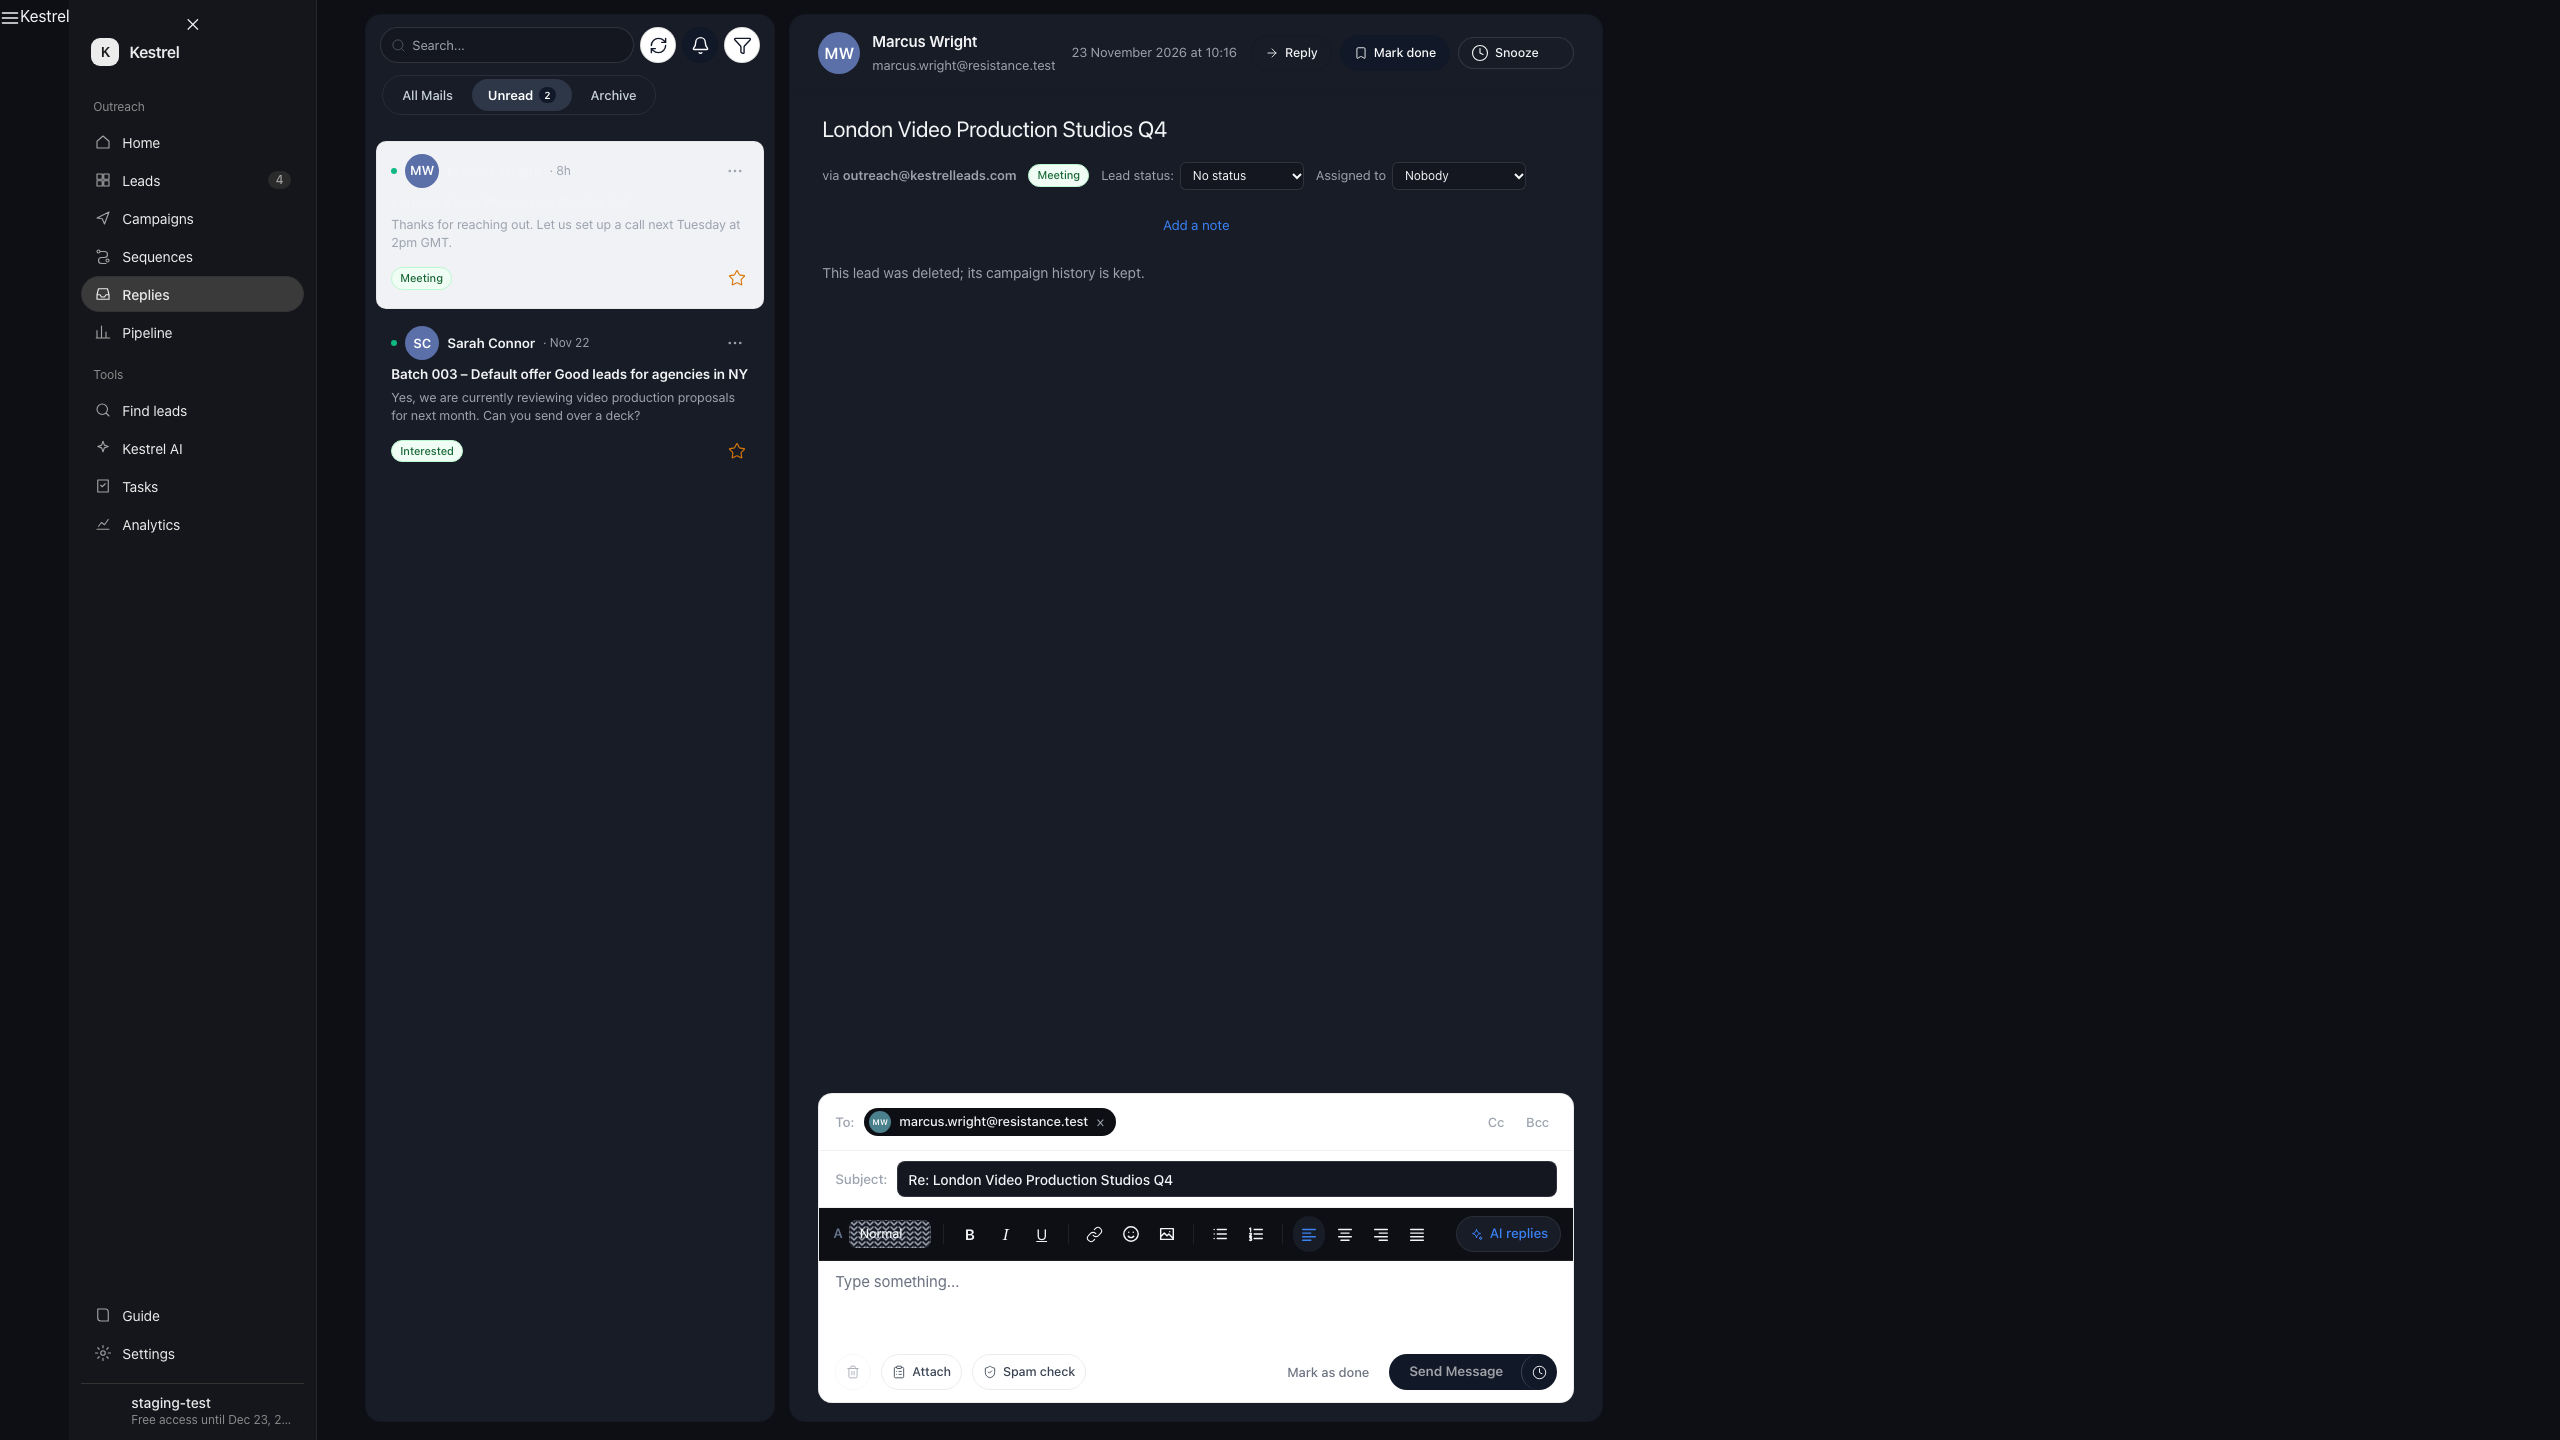 Kestrel
K Kestrel
Outreach
Home
Leads 4
Campaigns
Sequences
Replies
Pipeline
Tools
Find leads
Kestrel AI
Tasks
Analytics
Guide
Settings
staging-test
Free access until Dec 23, 2...
Search...
All Mails Unread 2 Archive
MW · 8h
Thanks for reaching out. Let us set up a call next Tuesday at
2pm GMT.
Meeting
SC Sarah Connor · Nov 22
Batch 003 – Default offer Good leads for agencies in NY
Yes, we are currently reviewing video production proposals
for next month. Can you send over a deck?
Interested
MW Marcus Wright
marcus.wright@resistance.test
23 November 2026 at 10:16 Reply Mark done Snooze
London Video Production Studios Q4
via outreach@kestrelleads.com Meeting Lead status: No status Assigned to Nobody
Add a note
This lead was deleted; its campaign history is kept.
To: MW marcus.wright@resistance.test x Cc Bcc
Subject: Re: London Video Production Studios Q4
A Normal B I U AI replies
Type something...
Attach Spam check Mark as done Send Message